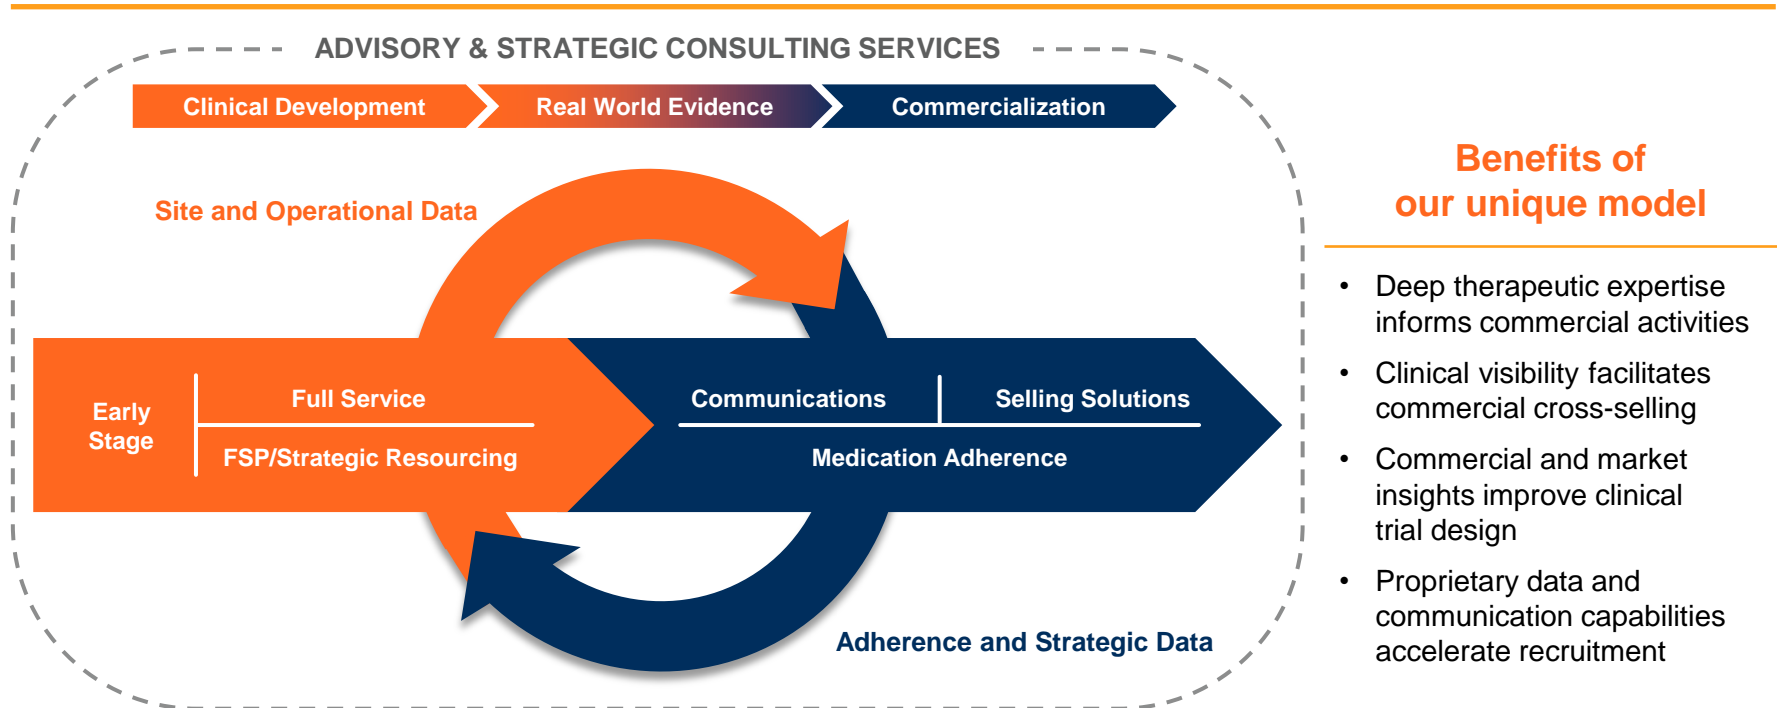 ADVISORY & STRATEGIC CONSULTING SERVICES
Clinical Development
Real World Evidence
Commercialization
Site and Operational Data
Early
Stage
Full Service
FSP/Strategic Resourcing
Communications
Selling Solutions
Medication Adherence
Adherence and Strategic Data
Benefits of
our unique model
• Deep therapeutic expertise
informs commercial activities
• Clinical visibility facilitates
commercial cross-selling
• Commercial and market
insights improve clinical
trial design
• Proprietary data and
communication capabilities
accelerate recruitment